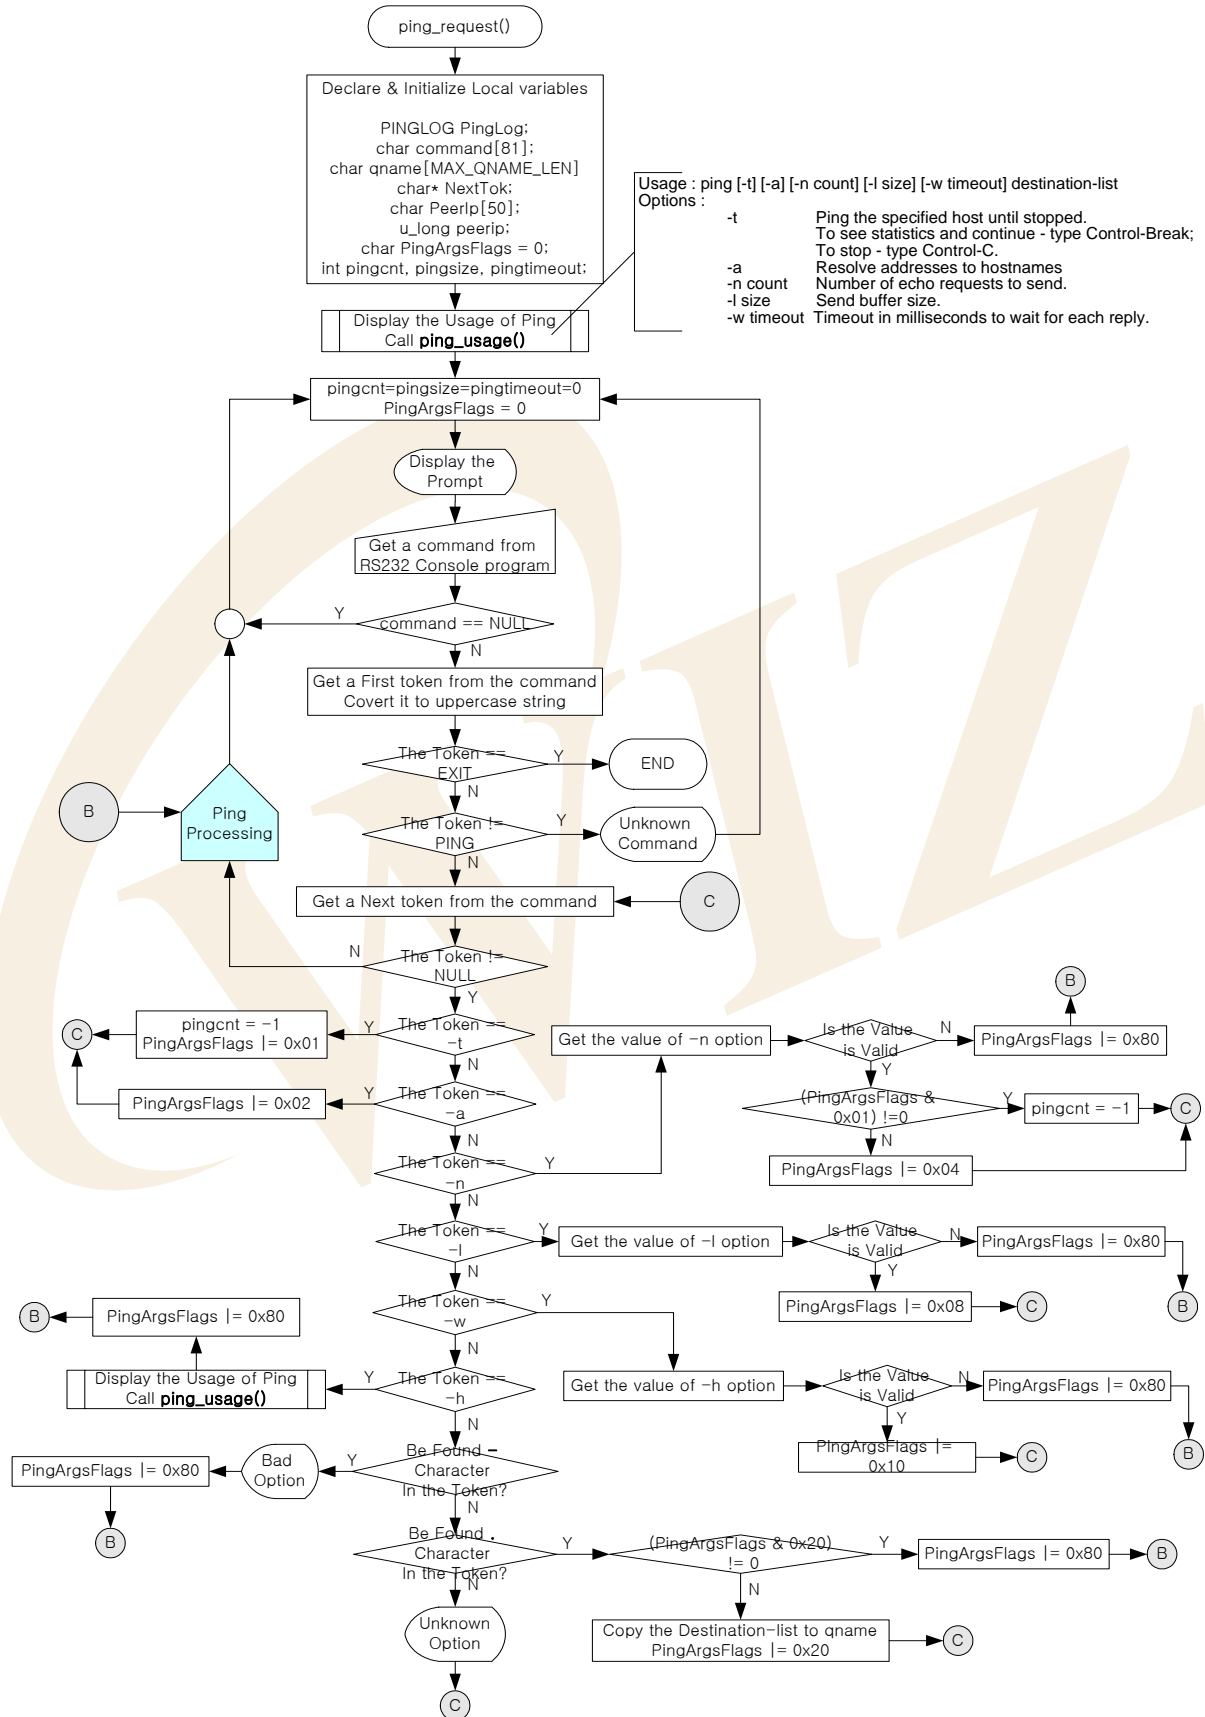 ping_request()
Declare & Initialize Local variables
PINGLOG PingLog;
char command[81];
char qname[MAX_QNAME_LEN]
char* NextTok;
char PeerIp[50];
u_long peerip;
char PingArgsFlags = 0;
int pingcnt, pingsize, pingtimeout;
Usage : ping [-t] [-a] [-n count] [-l size] [-w timeout] destination-list
Options :
-t Ping the specified host until stopped.
To see statistics and continue - type Control-Break;
To stop - type Control-C.
-a Resolve addresses to hostnames
-n count Number of echo requests to send.
-l size Send buffer size.
-w timeout Timeout in milliseconds to wait for each reply.
Display the Usage of Ping
Call ping_usage()
pingcnt=pingsize=pingtimeout=0
PingArgsFlags = 0
Display the
Prompt
Get a command from
RS232 Console program
command == NULL
Y
N
Get a First token from the command
Covert it to uppercase string
The Token ==
EXIT
Y
END
N
B
Ping
Processing
The Token !=
PING
Y
Unknown
Command
N
Get a Next token from the command
C
The Token !=
NULL
N
Y
C
pingcnt = -1
PingArgsFlags |= 0x01
Y
The Token ==
-t
N
Get the value of -n option
Is the Value
is Valid
N
PingArgsFlags |= 0x80
B
Y
PingArgsFlags |= 0x02
Y
The Token ==
-a
N
(PingArgsFlags &
0x01) !=0
Y
pingcnt = -1
C
N
PingArgsFlags |= 0x04
The Token ==
-n
Y
N
The Token ==
-l
Y
Get the value of -l option
Is the Value
is Valid
N
PingArgsFlags |= 0x80
B
Y
PingArgsFlags |= 0x08
C
N
The Token ==
-w
Y
N
B
PingArgsFlags |= 0x80
Display the Usage of Ping
Call ping_usage()
Y
The Token ==
-h
N
Get the value of -h option
Is the Value
is Valid
N
PingArgsFlags |= 0x80
B
Y
PingArgsFlags |=
0x10
C
PingArgsFlags |= 0x80
B
Bad
Option
Y
Be Found -
Character
In the Token?
N
Be Found .
Character
In the Token?
Y
(PingArgsFlags & 0x20)
!= 0
Y
PingArgsFlags |= 0x80
B
N
N
Unknown
Option
C
Copy the Destination-list to qname
PingArgsFlags |= 0x20
C
WIZ